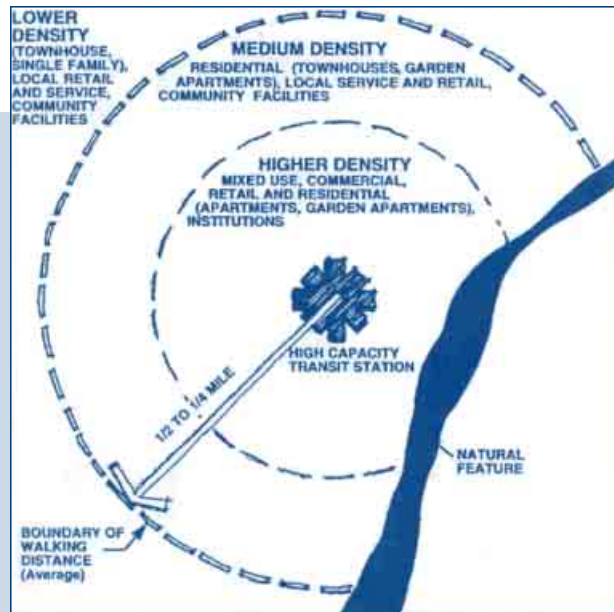 LOWER
DENSITY
(TOWNHOUSE,
SINGLE FAMILY),
LOCAL RETAIL
AND SERVICE,
COMMUNITY
FACILITIES
MEDIUM DENSITY
RESIDENTIAL (TOWNHOUSES, GARDEN
APARTMENTS), LOCAL SERVICE AND RETAIL,
COMMUNITY FACILITIES
HIGHER DENSITY
MIXED USE, COMMERCIAL,
RETAIL AND RESIDENTIAL
(APARTMENTS, GARDEN APARTMENTS),
INSTITUTIONS
HIGH CAPACITY
TRANSIT STATION
1/2 TO 1/4 MILE
NATURAL
FEATURE
BOUNDARY OF
WALKING
DISTANCE
(Average)